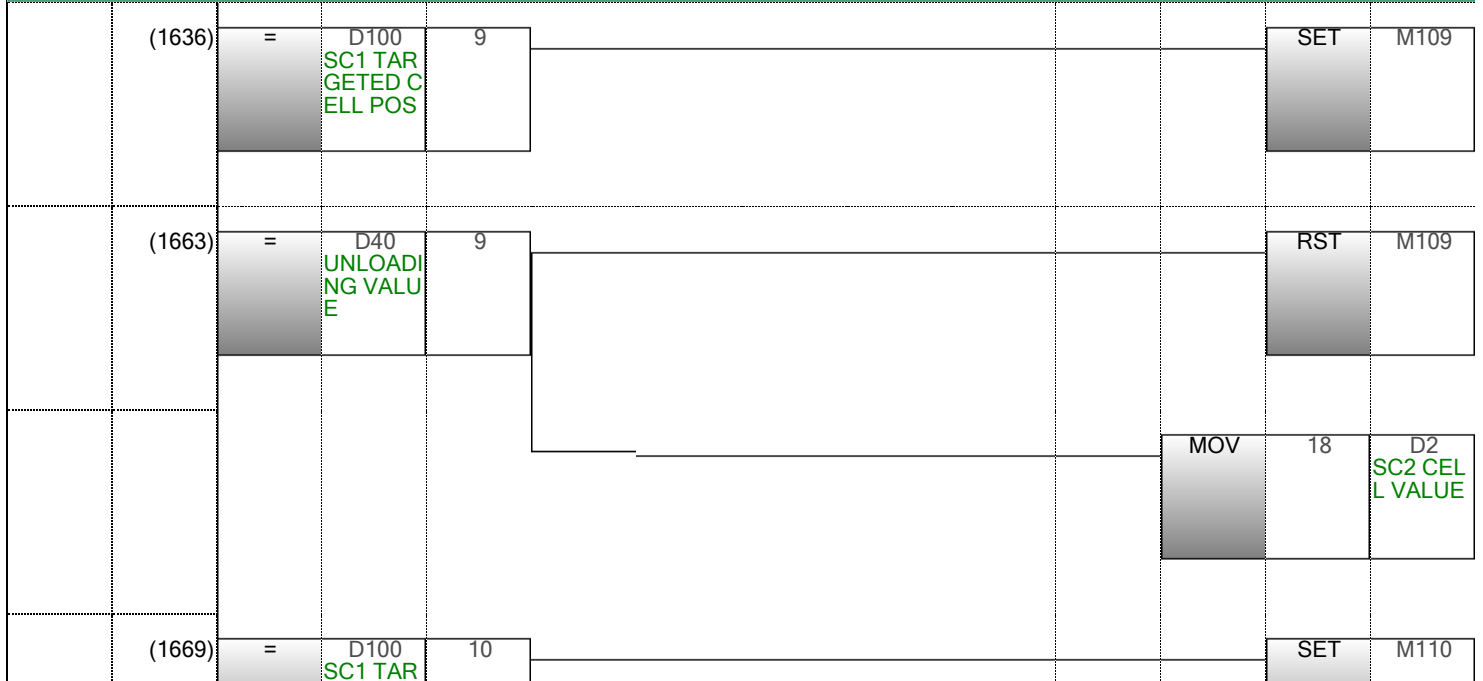 (1636) = D100 9 SET M109
SC1 TAR
GETED C
ELL POS
(1663) = D40 9 RST M109
UNLOADI
NG VALU
E
MOV 18 D2
SC2 CEL
L VALUE
(1669) = D100 10 SET M110
SC1 TAR